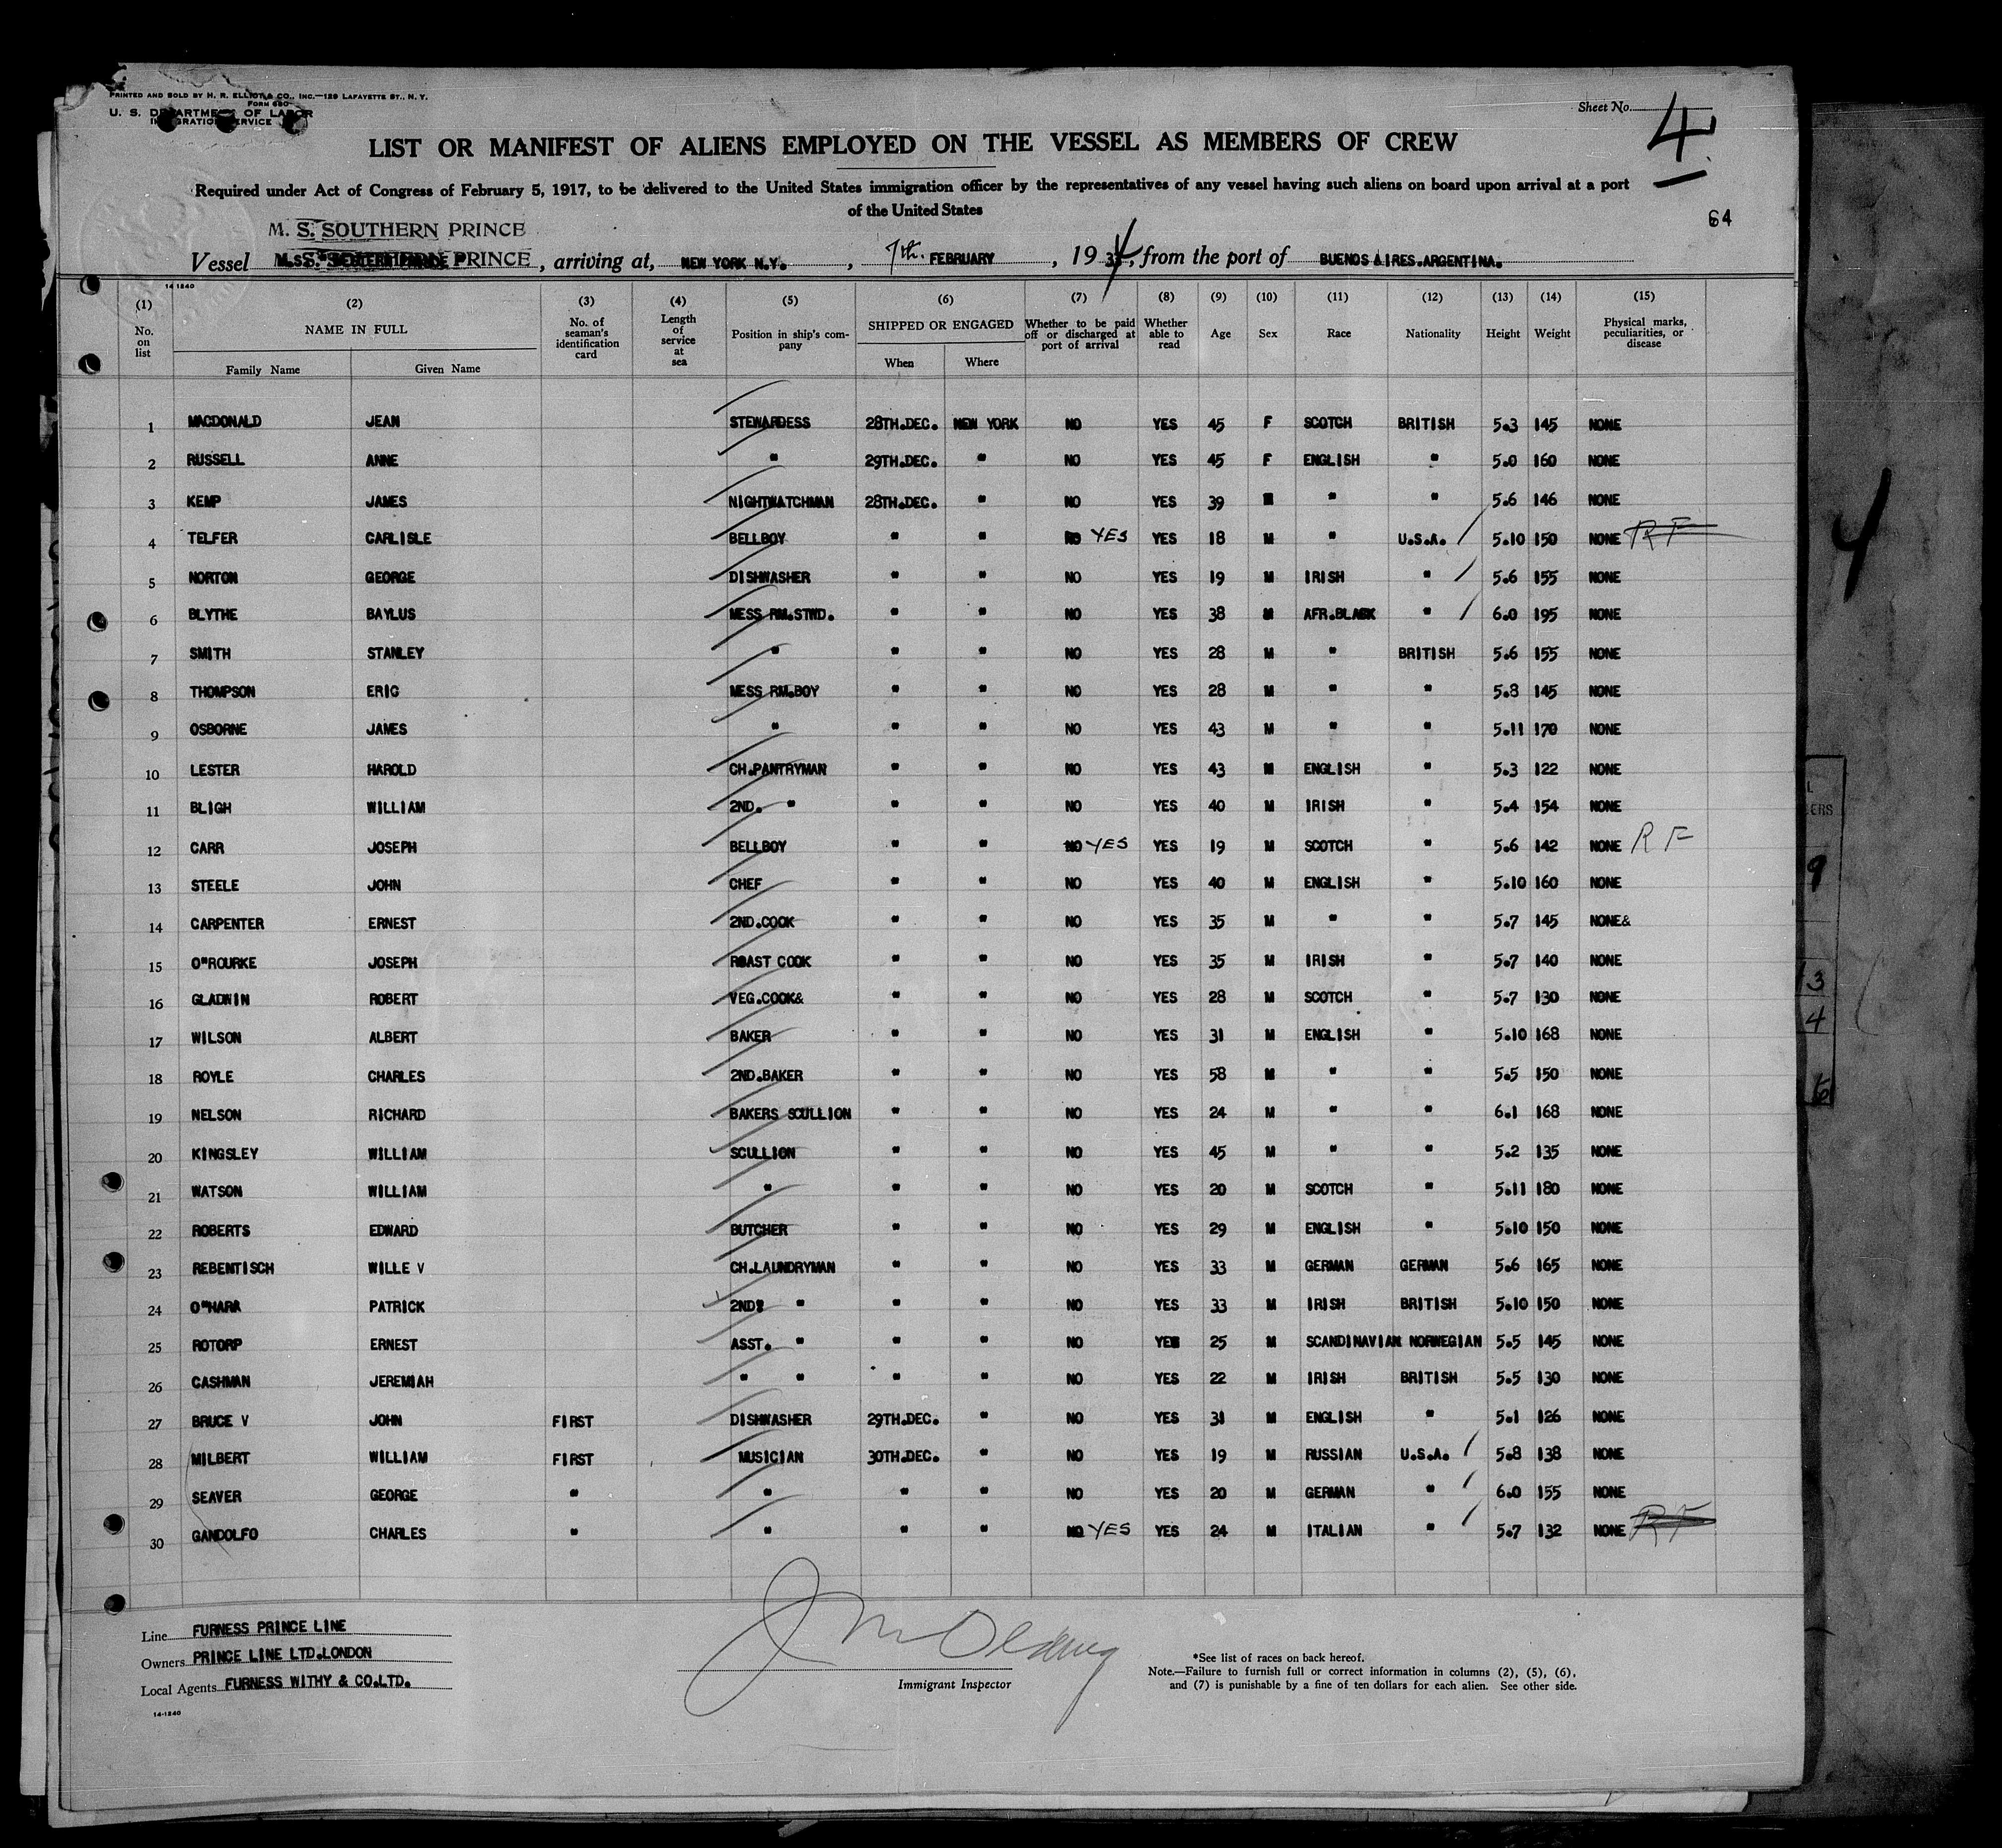 PRINTED AND SOLD BY H. R. ELLIOT & CO., INC.—129 LAFAYETTE ST., N. Y.
FORM 680
U. S. DEPARTMENT OF LABOR
IMMIGRATION SERVICE
Sheet No. 4
LIST OR MANIFEST OF ALIENS EMPLOYED ON THE VESSEL AS MEMBERS OF CREW
Required under Act of Congress of February 5, 1917, to be delivered to the United States immigration officer by the representatives of any vessel having such aliens on board upon arrival at a port
of the United States
64
M. S. SOUTHERN PRINCE
Vessel PRINCE, arriving at, NEW YORK N.Y. , 7th. FEBRUARY , 1934, from the port of BUENOS AIRES.ARGENTINA.
14 1240
(1) (2) (3) (4) (5) (6) (7) (8) (9) (10) (11) (12) (13) (14) (15)
No. on list NAME IN FULL No. of seaman's identification card Length of service at sea Position in ship's company SHIPPED OR ENGAGED Whether to be paid off or discharged at port of arrival Whether able to read Age Sex Race Nationality Height Weight Physical marks, peculiarities, or disease
Family Name Given Name When Where
1 MACDONALD JEAN STEWARDESS 28TH.DEC. NEW YORK NO YES 45 F SCOTCH BRITISH 5.3 145 NONE
2 RUSSELL ANNE " 29TH.DEC. " NO YES 45 F ENGLISH " 5.0 160 NONE
3 KEMP JAMES NIGHTWATCHMAN 28TH.DEC. " NO YES 39 M " " 5.6 146 NONE
4 TELFER CARLISLE BELLBOY " " NO YES YES 18 M " U.S.A. / 5.10 150 NONE RF
5 NORTON GEORGE DISHWASHER " " NO YES 19 M IRISH " / 5.6 155 NONE
6 BLYTHE BAYLUS MESS RM.STWD. " " NO YES 38 M AFR.BLACK " / 6.0 195 NONE
7 SMITH STANLEY " " " NO YES 28 M " BRITISH 5.6 155 NONE
8 THOMPSON ERIC MESS RM.BOY " " NO YES 28 M " " 5.8 145 NONE
9 OSBORNE JAMES " " " NO YES 43 M " " 5.11 170 NONE
10 LESTER HAROLD CH.PANTRYMAN " " NO YES 43 M ENGLISH " 5.3 122 NONE
11 BLIGH WILLIAM 2ND. " " " NO YES 40 M IRISH " 5.4 154 NONE
12 CARR JOSEPH BELLBOY " " NO YES YES 19 M SCOTCH " 5.6 142 NONE RF
13 STEELE JOHN CHEF " " NO YES 40 M ENGLISH " 5.10 160 NONE
14 CARPENTER ERNEST 2ND.COOK " " NO YES 35 M " " 5.7 145 NONE&
15 O"ROURKE JOSEPH ROAST COOK " " NO YES 35 M IRISH " 5.7 140 NONE
16 GLADWIN ROBERT VEG.COOK& " " NO YES 28 M SCOTCH " 5.7 130 NONE
17 WILSON ALBERT BAKER " " NO YES 31 M ENGLISH " 5.10 168 NONE
18 ROYLE CHARLES 2ND.BAKER " " NO YES 58 M " " 5.5 150 NONE
19 NELSON RICHARD BAKERS SCULLION " " NO YES 24 M " " 6.1 168 NONE
20 KINGSLEY WILLIAM SCULLION " " NO YES 45 M " " 5.2 135 NONE
21 WATSON WILLIAM " " " NO YES 20 M SCOTCH " 5.11 180 NONE
22 ROBERTS EDWARD BUTCHER " " NO YES 29 M ENGLISH " 5.10 150 NONE
23 REBENTISCH WILLE V CH.LAUNDRYMAN " " NO YES 33 M GERMAN GERMAN 5.6 165 NONE
24 O"HARA PATRICK 2ND " " " NO YES 33 M IRISH BRITISH 5.10 150 NONE
25 ROTORP ERNEST ASST. " " " NO YES 25 M SCANDINAVIAN NORWEGIAN 5.5 145 NONE
26 CASHMAN JEREMIAH " " " " NO YES 22 M IRISH BRITISH 5.5 130 NONE
27 BRUCE V JOHN FIRST DISHWASHER 29TH.DEC. " NO YES 31 M ENGLISH " 5.1 126 NONE
28 MILBERT WILLIAM FIRST MUSICIAN 30TH.DEC. " NO YES 19 M RUSSIAN U.S.A. / 5.8 138 NONE
29 SEAVER GEORGE " " " " NO YES 20 M GERMAN " / 6.0 155 NONE
30 GANDOLFO CHARLES " " " " NO YES YES 24 M ITALIAN " / 5.7 132 NONE RF
Line FURNESS PRINCE LINE
Owners PRINCE LINE LTD.LONDON
Local Agents FURNESS WITHY & CO.LTD.
14-1240
Immigrant Inspector
*See list of races on back hereof.
Note.—Failure to furnish full or correct information in columns (2), (5), (6),
and (7) is punishable by a fine of ten dollars for each alien. See other side.
4
9
13
4